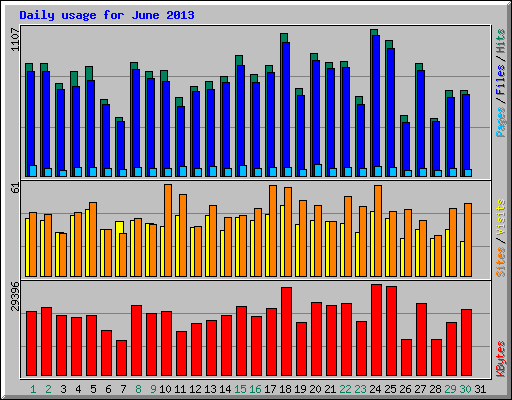 Daily usage for June 2013
1107
Pages / Files / Hits
61
Sites / Visits
29396
KBytes
1 2 3 4 5 6 7 8 9 10 11 12 13 14 15 16 17 18 19 20 21 22 23 24 25 26 27 28 29 30 31